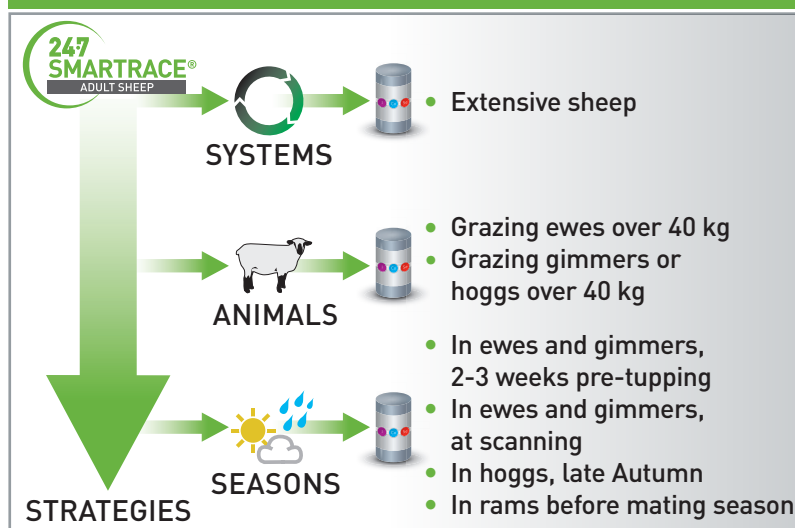 24·7
SMARTRACE®
ADULT SHEEP
SYSTEMS
• Extensive sheep
ANIMALS
• Grazing ewes over 40 kg
• Grazing gimmers or
hoggs over 40 kg
SEASONS
• In ewes and gimmers,
2-3 weeks pre-tupping
• In ewes and gimmers,
at scanning
• In hoggs, late Autumn
• In rams before mating season
STRATEGIES